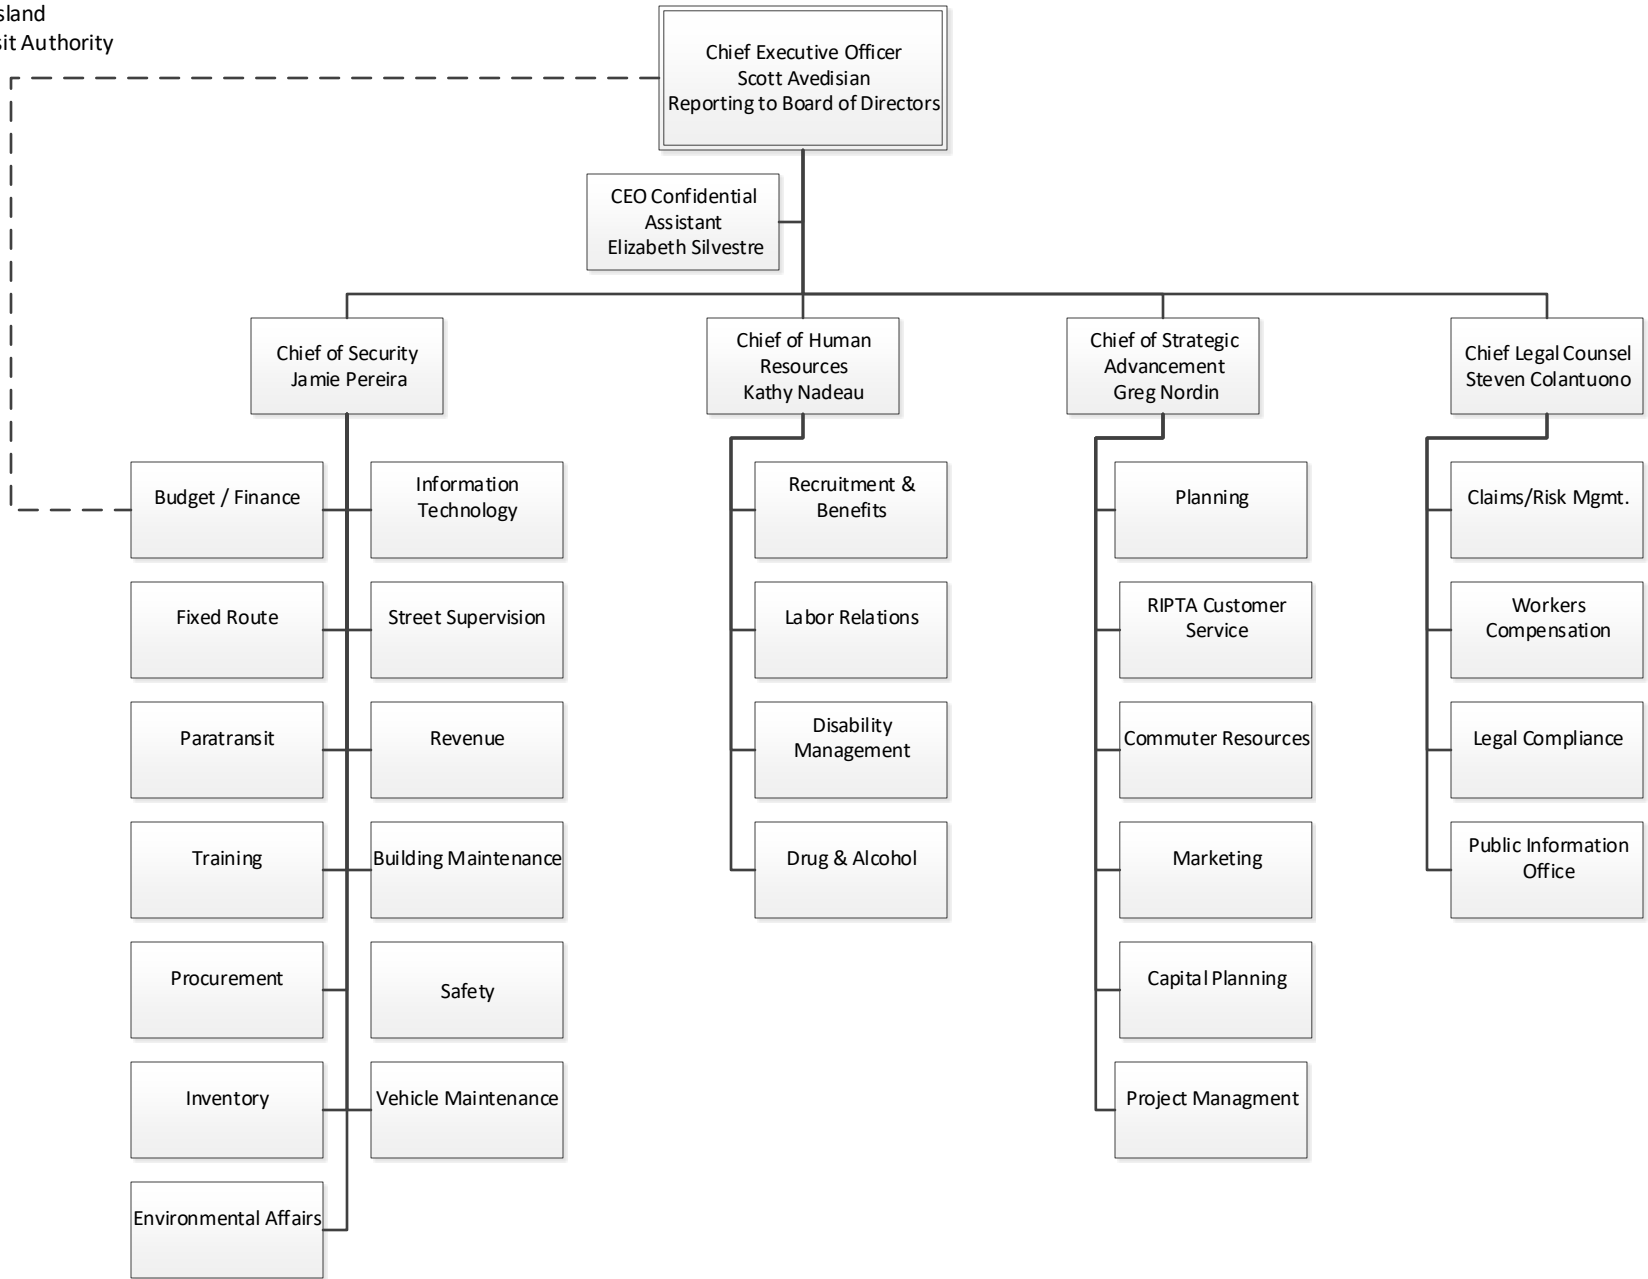 sland
sit Authority
Chief Executive Officer
Scott Avedisian
Reporting to Board of Directors
CEO Confidential
Assistant
Elizabeth Silvestre
Chief of Security
Jamie Pereira
Chief of Human
Resources
Kathy Nadeau
Chief of Strategic
Advancement
Greg Nordin
Chief Legal Counsel
Steven Colantuono
Budget / Finance
Information
Technology
Fixed Route
Street Supervision
Paratransit
Revenue
Training
Building Maintenance
Procurement
Safety
Inventory
Vehicle Maintenance
Environmental Affairs
Recruitment &
Benefits
Labor Relations
Disability
Management
Drug & Alcohol
Planning
RIPTA Customer
Service
Commuter Resources
Marketing
Capital Planning
Project Managment
Claims/Risk Mgmt.
Workers
Compensation
Legal Compliance
Public Information
Office